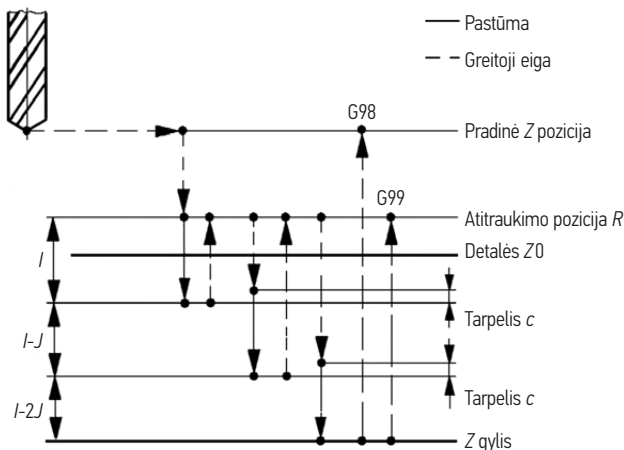 Pastūma
Greitoji eiga
G98
Pradinė Z pozicija
G99
Atitraukimo pozicija R
Detalės Z0
I
Tarpelis c
I-J
Tarpelis c
I-2J
Z gylis